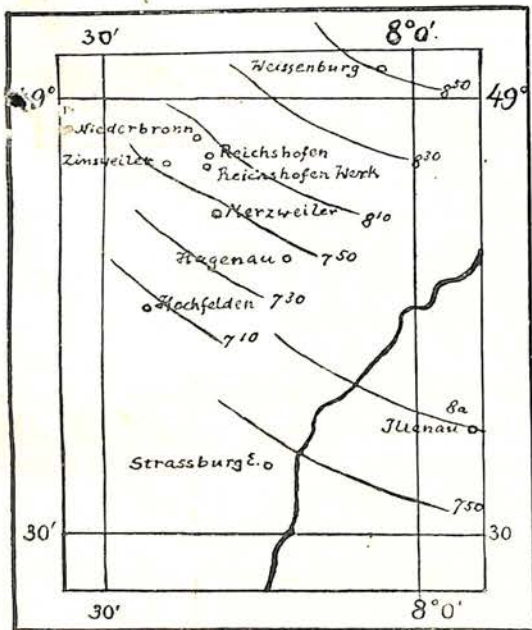 30' 8°0'.
Weissenburg
8 50
49° 49°
Niederbronn
8 30
Reichshofen
Zinsweiler
Reichshofen Werk
8 10
Merzweiler
7 50
Hagenau
7 30
Hochfelden
7 10
8a
Illenau
Strassburg E.
7 50
30' 30
30' 8°0'